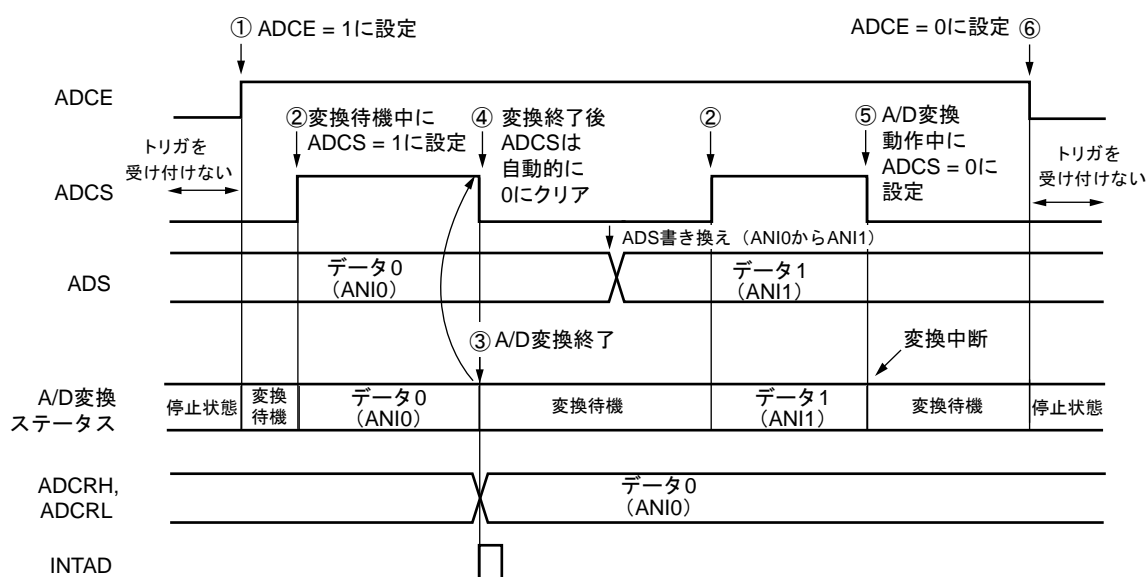 ① ADCE = 1に設定
ADCE = 0に設定 ⑥
ADCE
②変換待機中に
ADCS = 1に設定
④ 変換終了後
ADCSは
自動的に
0にクリア
②
⑤ A/D変換
動作中に
ADCS = 0に
設定
トリガを
受け付けない
トリガを
受け付けない
ADCS
ADS書き換え（ANI0からANI1）
ADS
データ0
（ANI0）
データ1
（ANI1）
③ A/D変換終了
変換中断
A/D変換
ステータス
停止状態
変換
待機
データ0
（ANI0）
変換待機
データ1
（ANI1）
変換待機
停止状態
ADCRH,
ADCRL
データ0
（ANI0）
INTAD